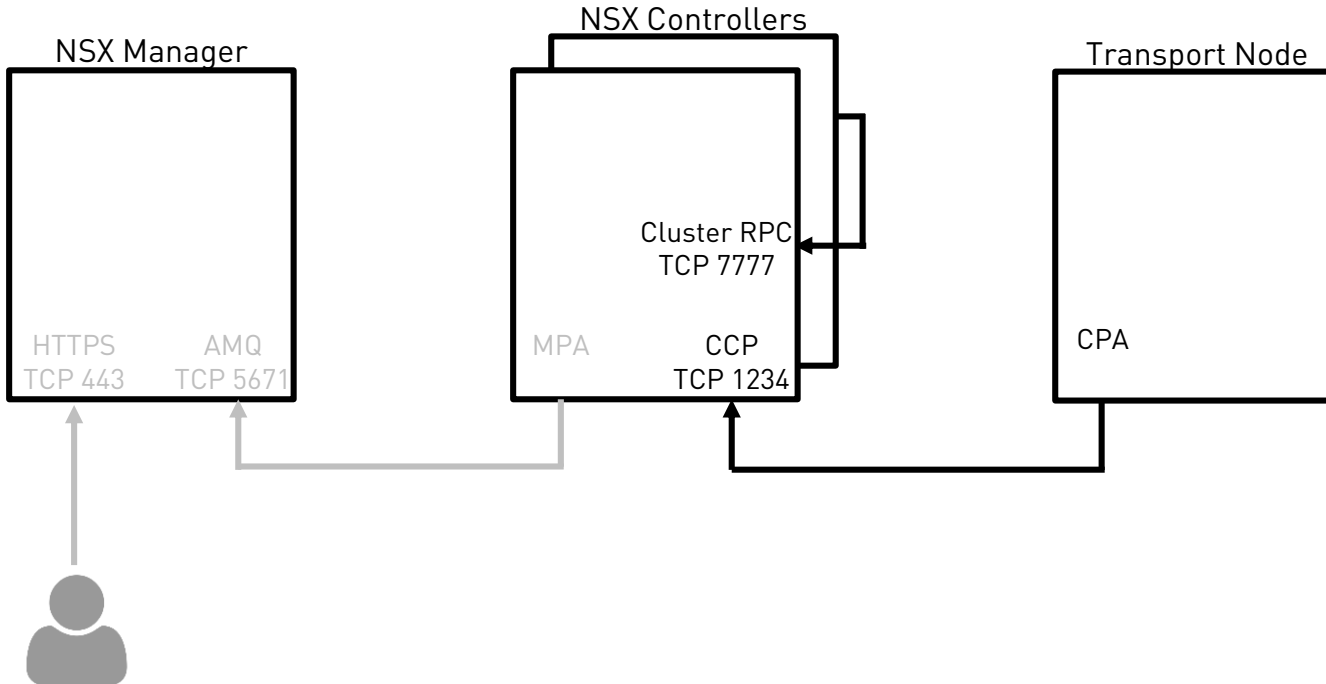 NSX Controllers
NSX Manager
Transport Node
Cluster RPC
TCP 7777
HTTPS
TCP 443
AMQ
TCP 5671
MPA
CCP
TCP 1234
CPA